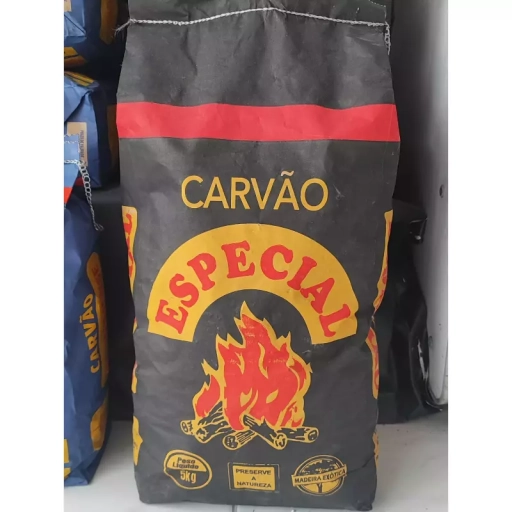 CARVÃO
ESPECIAL
Peso
Líquido
5kg
PRESERVE
A
NATUREZA
MADEIRA EXÓTICA
CARVÃO